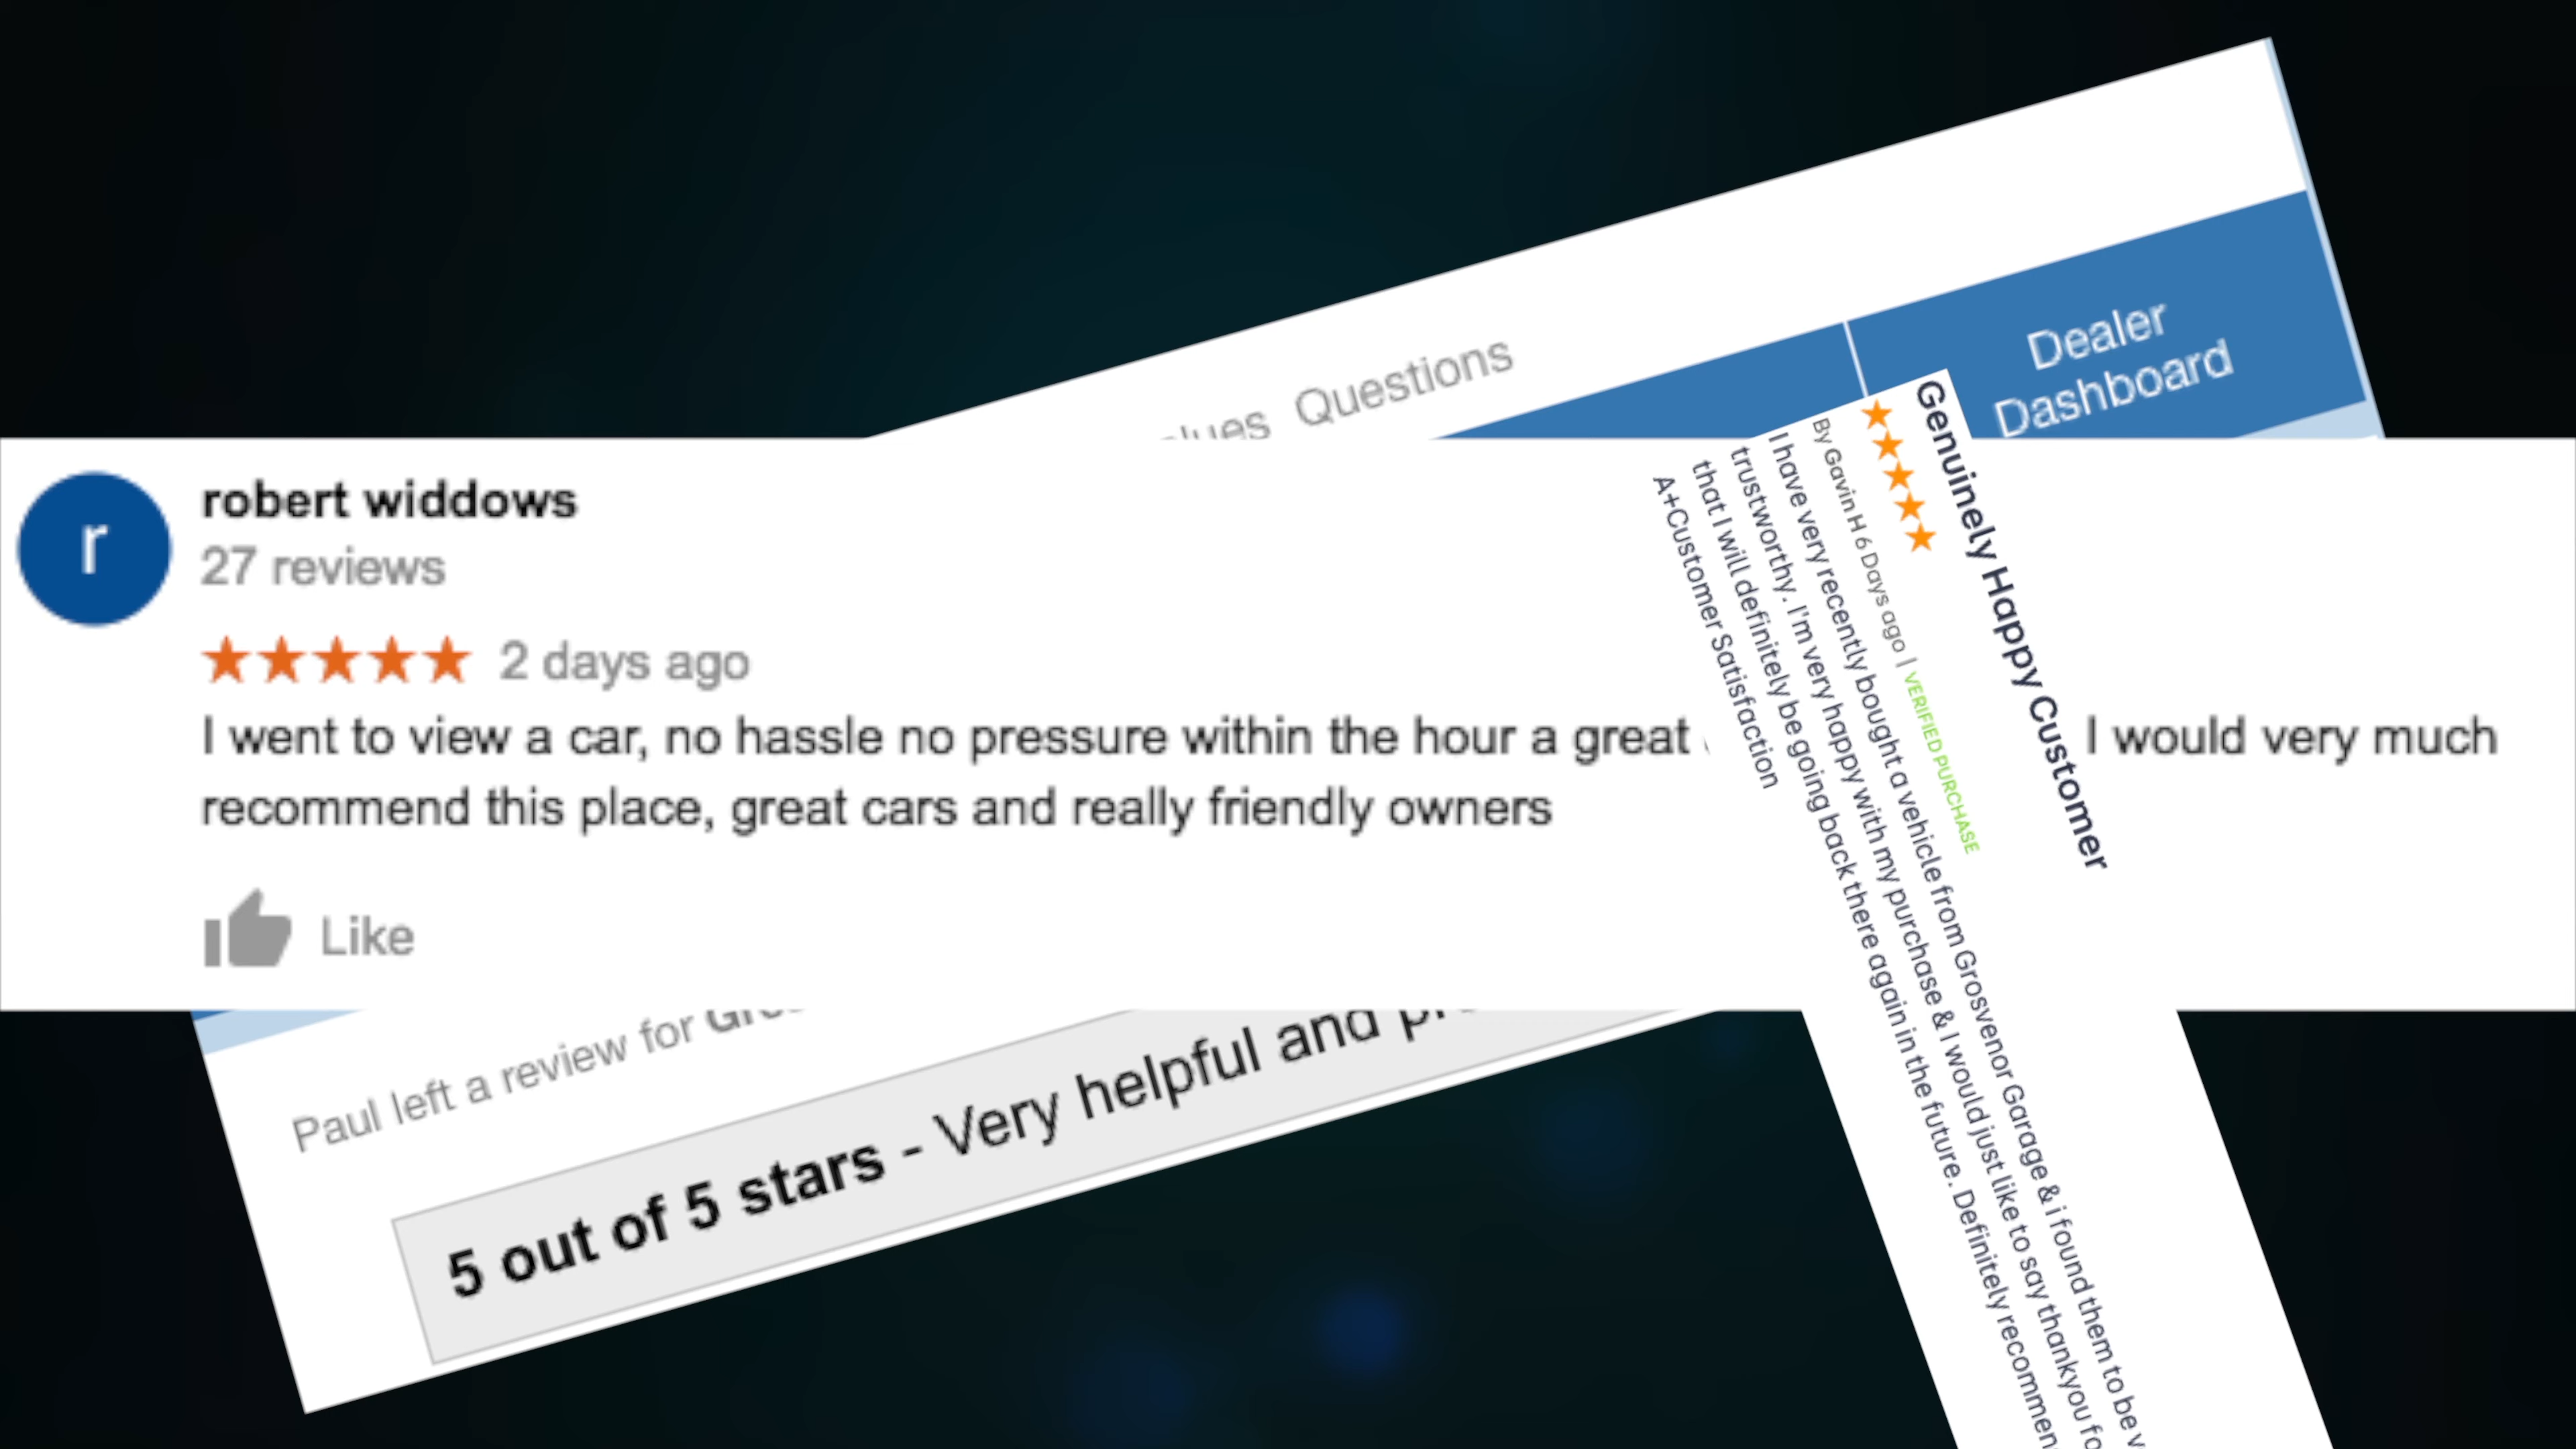 Questions
Dealer
Dashboard
r
robert widdows
27 reviews
2 days ago
I went to view a car, no hassle no pressure within the hour a great I would very much
recommend this place, great cars and really friendly owners
Like
Paul left a review for
5 out of 5 stars - Very helpful and
Genuinely Happy Customer
By Gavin H 6 Days ago | VERIFIED PURCHASE
I have very recently bought a vehicle from Grosvenor Garage & i found them to be v
trustworthy. I'm very happy with my purchase & I would just like to say thankyou fo
that I will definitely be going back there again in the future. Definitely recommen
A+Customer Satisfaction